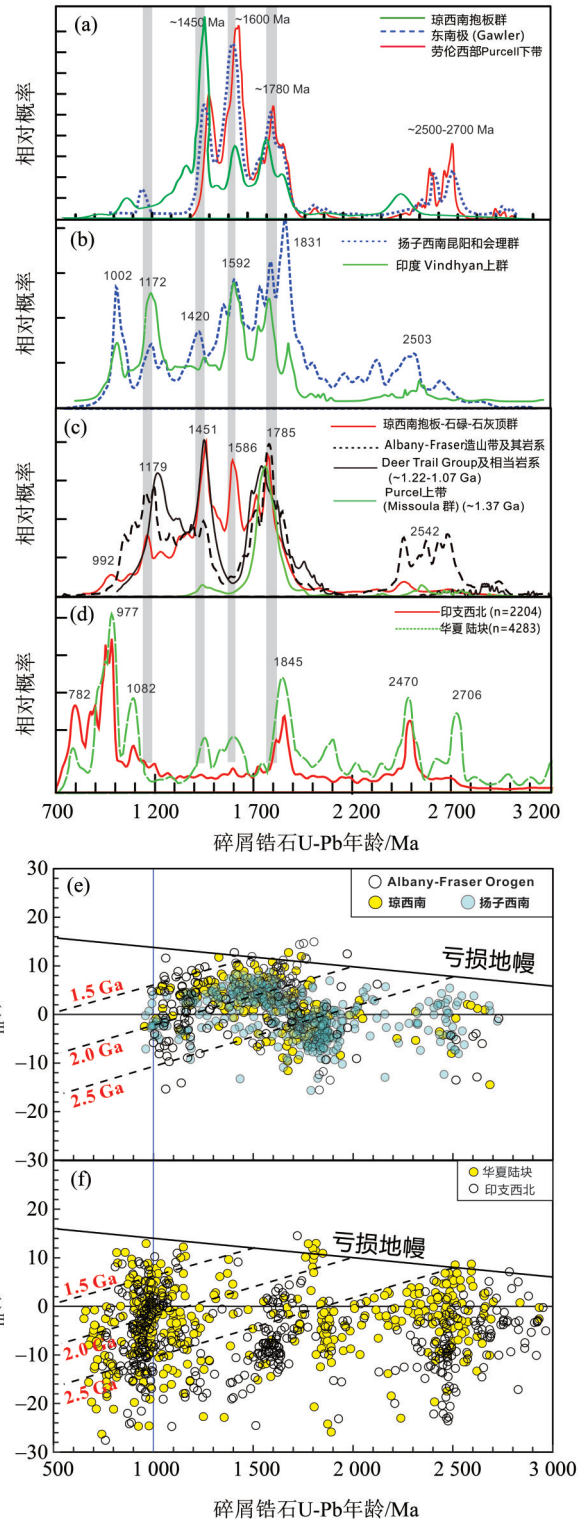 (a)
~1450 Ma
~1600 Ma
~1780 Ma
~2500-2700 Ma
琼西南抱板群
东南极 (Gawler)
劳伦西部Purcell下带
相对概率
(b)
扬子西南昆阳和会理群
印度 Vindhyan上群
1002
1172
1420
1592
1831
2503
相对概率
(c)
琼西南抱板-石碌-石灰顶群
Albany-Fraser造山带及其岩系
Deer Trail Group及相当岩系
(~1.22-1.07 Ga)
Purcel上带
(Missoula 群) (~1.37 Ga)
992
1179
1451
1586
1785
2542
相对概率
(d)
印支西北 (n=2204)
华夏 陆块(n=4283)
782
977
1082
1845
2470
2706
相对概率
700
1 200
1 700
2 200
2 700
3 200
碎屑锆石U-Pb年龄/Ma
(e)
Albany-Fraser Orogen
琼西南
扬子西南
亏损地幔
1.5 Ga
2.0 Ga
2.5 Ga
30
20
10
0
−10
−20
−30
(f)
华夏陆块
印支西北
亏损地幔
1.5 Ga
2.0 Ga
2.5 Ga
20
10
0
−10
−20
−30
500
1 000
1 500
2 000
2 500
3 000
碎屑锆石U-Pb年龄/Ma